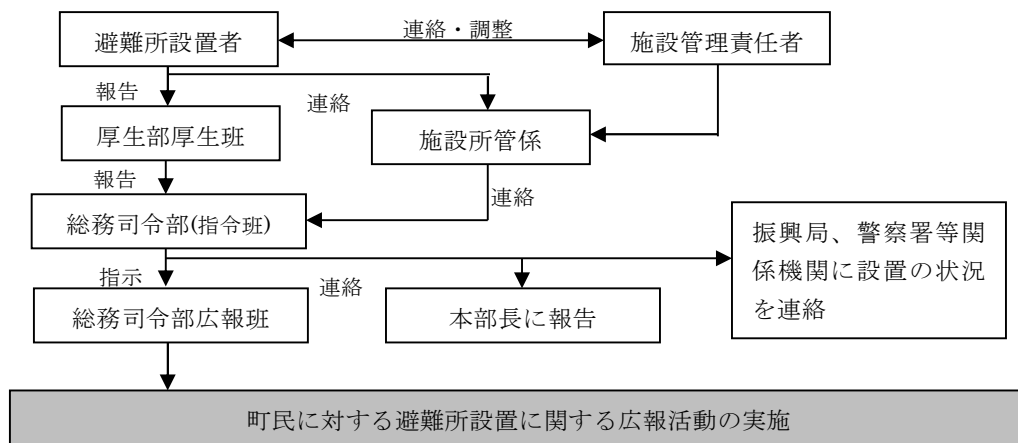 避難所設置者
連絡・調整
施設管理責任者
報告
連絡
厚生部厚生班
施設所管係
報告
連絡
総務司令部(指令班)
振興局、警察署等関
係機関に設置の状況
を連絡
指示
連絡
総務司令部広報班
本部長に報告
町民に対する避難所設置に関する広報活動の実施